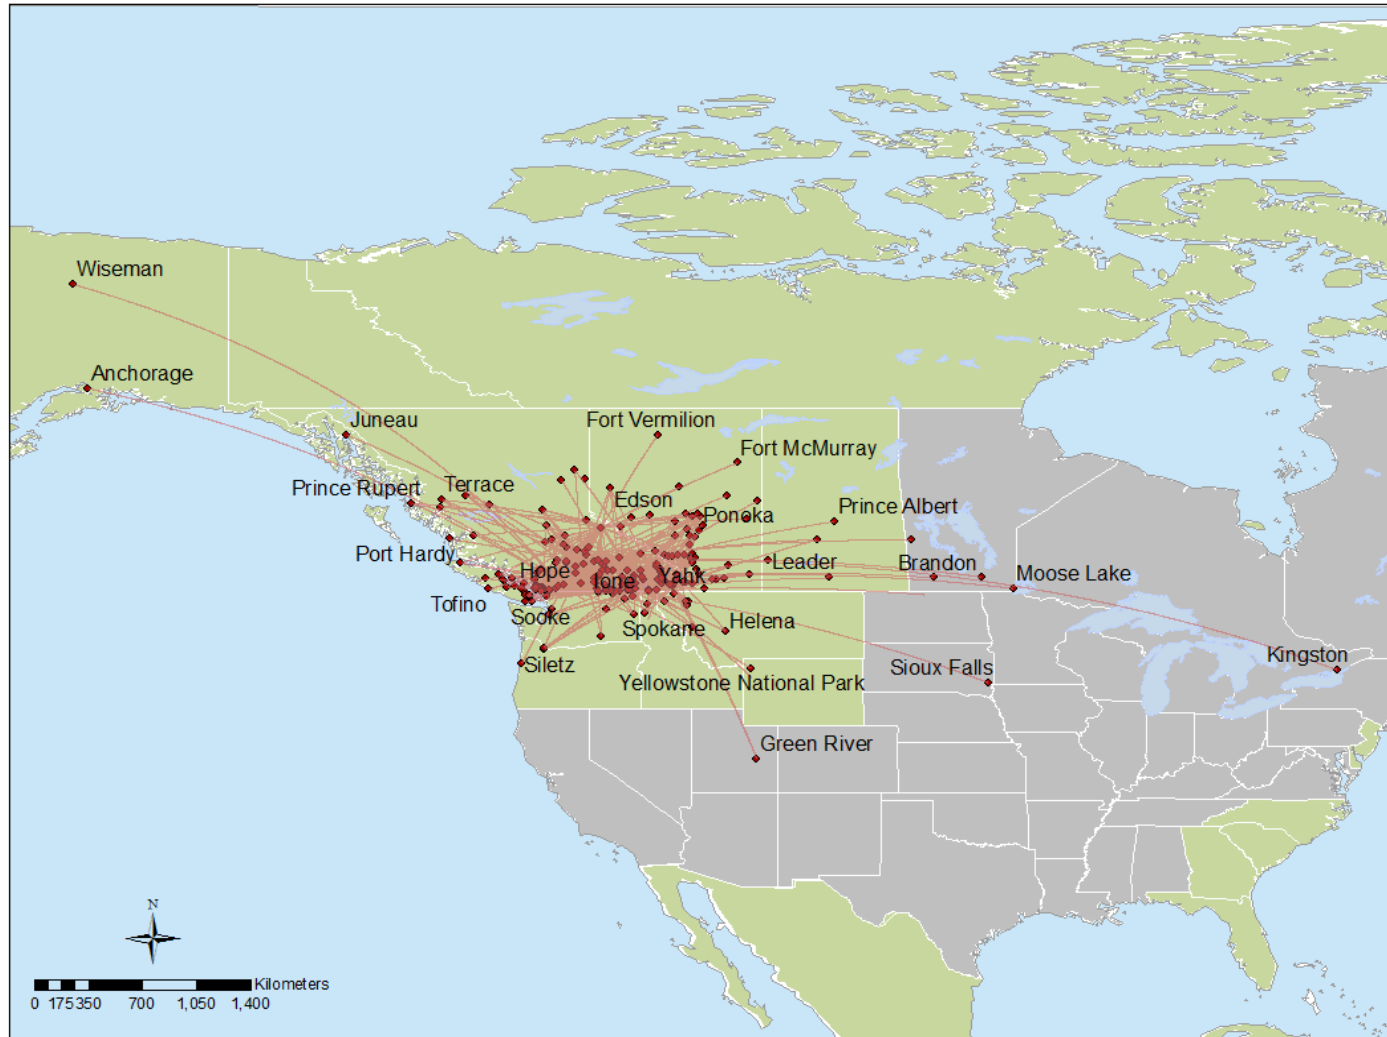 Wiseman
Anchorage
Juneau
Fort Vermilion
Fort McMurray
Prince Rupert
Terrace
Edson
Ponoka
Prince Albert
Port Hardy
Hope
Ione
Yahk
Leader
Brandon
Moose Lake
Tofino
Sooke
Spokane
Helena
Siletz
Yellowstone National Park
Sioux Falls
Kingston
Green River
N
Kilometers
0 175 350 700 1,050 1,400